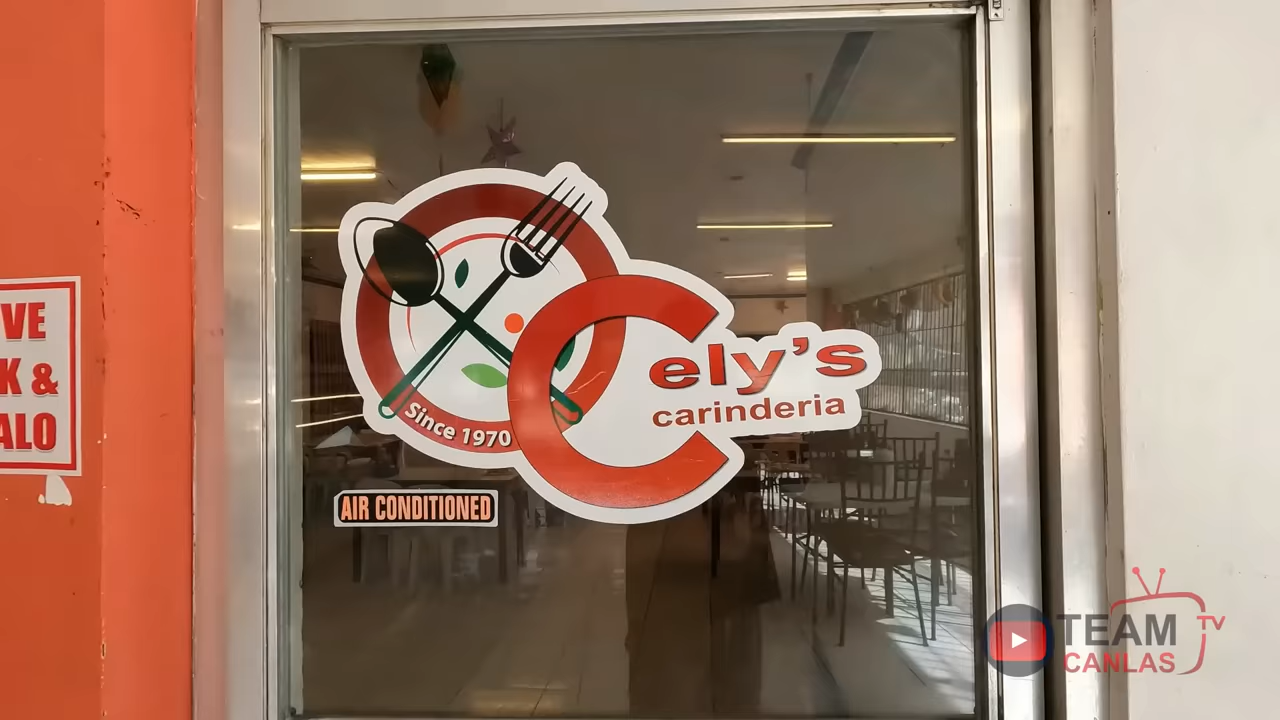 VE
K &
ALO
Since 1970
Cely's
carinderia
AIR CONDITIONED
TEAM TV
CANLAS